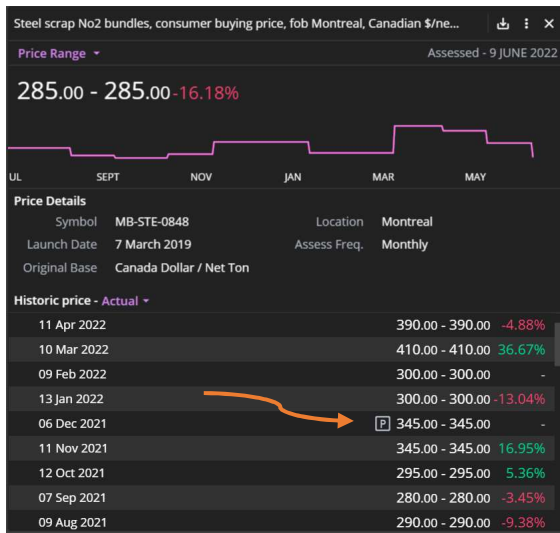 Steel scrap No2 bundles, consumer buying price, fob Montreal, Canadian $/ne...
Price Range Assessed - 9 JUNE 2022
285.00 - 285.00 -16.18%
UL SEPT NOV JAN MAR MAY
Price Details
Symbol MB-STE-0848 Location Montreal
Launch Date 7 March 2019 Assess Freq. Monthly
Original Base Canada Dollar / Net Ton
Historic price - Actual
11 Apr 2022 390.00 - 390.00 -4.88%
10 Mar 2022 410.00 - 410.00 36.67%
09 Feb 2022 300.00 - 300.00 -
13 Jan 2022 300.00 - 300.00 -13.04%
06 Dec 2021 P 345.00 - 345.00 -
11 Nov 2021 345.00 - 345.00 16.95%
12 Oct 2021 295.00 - 295.00 5.36%
07 Sep 2021 280.00 - 280.00 -3.45%
09 Aug 2021 290.00 - 290.00 -9.38%